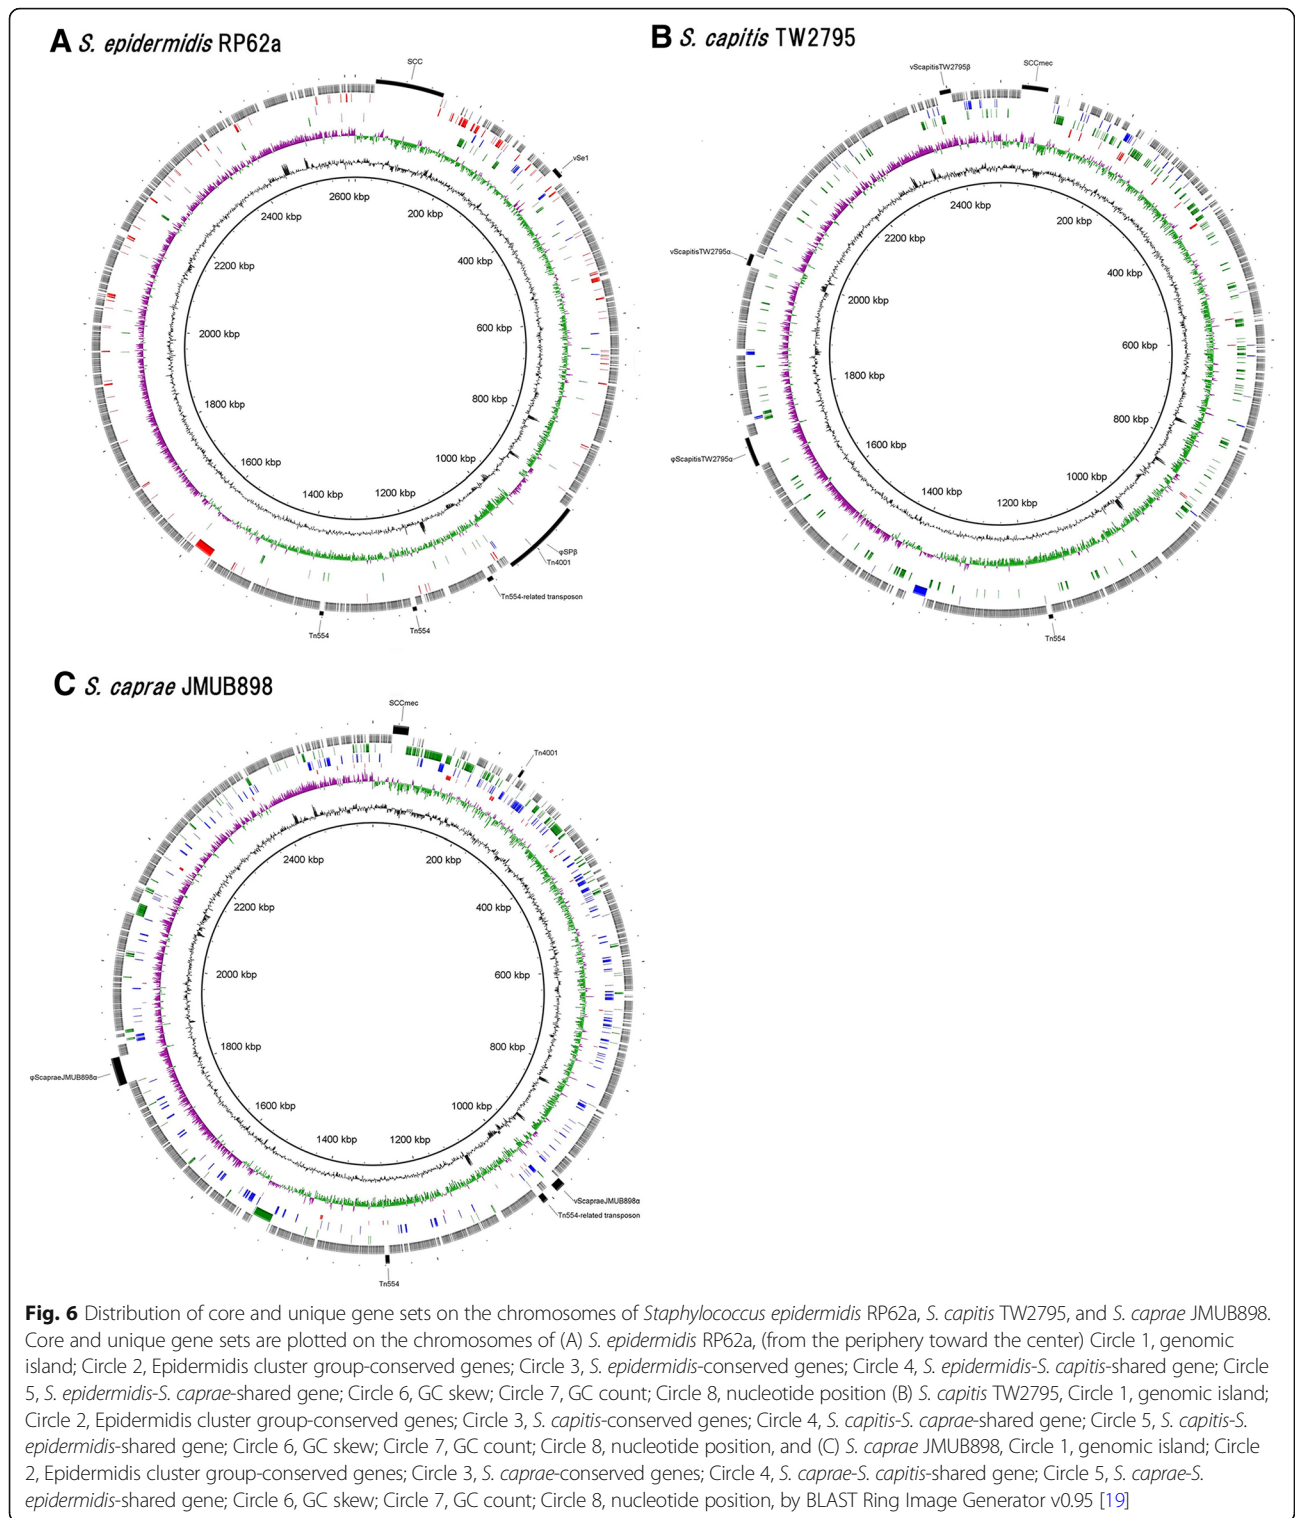 A S. epidermidis RP62a
SCC
νSe1
2600 kbp
200 kbp
400 kbp
600 kbp
800 kbp
1000 kbp
1200 kbp
1400 kbp
1600 kbp
1800 kbp
2000 kbp
2200 kbp
2400 kbp
φSPβ
Tn4001
Tn554-related transposon
Tn554
Tn554
B S. capitis TW2795
νScapitisTW2795β
SCCmec
νScapitisTW2795α
φScapitisTW2795α
2400 kbp
200 kbp
400 kbp
600 kbp
800 kbp
1000 kbp
1200 kbp
1400 kbp
1600 kbp
1800 kbp
2000 kbp
2200 kbp
Tn554
C S. caprae JMUB898
SCCmec
Tn4001
2400 kbp
200 kbp
400 kbp
600 kbp
800 kbp
1000 kbp
1200 kbp
1400 kbp
1600 kbp
1800 kbp
2000 kbp
2200 kbp
φScapraeJMUB898α
νScapraeJMUB898α
Tn554-related transposon
Tn554
Fig. 6 Distribution of core and unique gene sets on the chromosomes of Staphylococcus epidermidis RP62a, S. capitis TW2795, and S. caprae JMUB898.
Core and unique gene sets are plotted on the chromosomes of (A) S. epidermidis RP62a, (from the periphery toward the center) Circle 1, genomic
island; Circle 2, Epidermidis cluster group-conserved genes; Circle 3, S. epidermidis-conserved genes; Circle 4, S. epidermidis-S. capitis-shared gene; Circle
5, S. epidermidis-S. caprae-shared gene; Circle 6, GC skew; Circle 7, GC count; Circle 8, nucleotide position (B) S. capitis TW2795, Circle 1, genomic island;
Circle 2, Epidermidis cluster group-conserved genes; Circle 3, S. capitis-conserved genes; Circle 4, S. capitis-S. caprae-shared gene; Circle 5, S. capitis-S.
epidermidis-shared gene; Circle 6, GC skew; Circle 7, GC count; Circle 8, nucleotide position, and (C) S. caprae JMUB898, Circle 1, genomic island; Circle
2, Epidermidis cluster group-conserved genes; Circle 3, S. caprae-conserved genes; Circle 4, S. caprae-S. capitis-shared gene; Circle 5, S. caprae-S.
epidermidis-shared gene; Circle 6, GC skew; Circle 7, GC count; Circle 8, nucleotide position, by BLAST Ring Image Generator v0.95 [19]